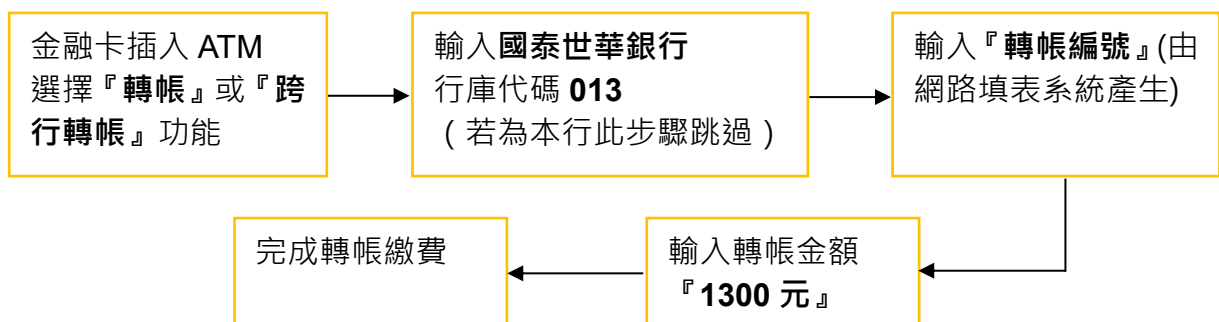 金融卡插入 ATM
選擇『轉帳』或『跨
行轉帳』功能
輸入國泰世華銀行
行庫代碼 013
（若為本行此步驟跳過）
輸入『轉帳編號』(由
網路填表系統產生)
輸入轉帳金額
『1300 元』
完成轉帳繳費